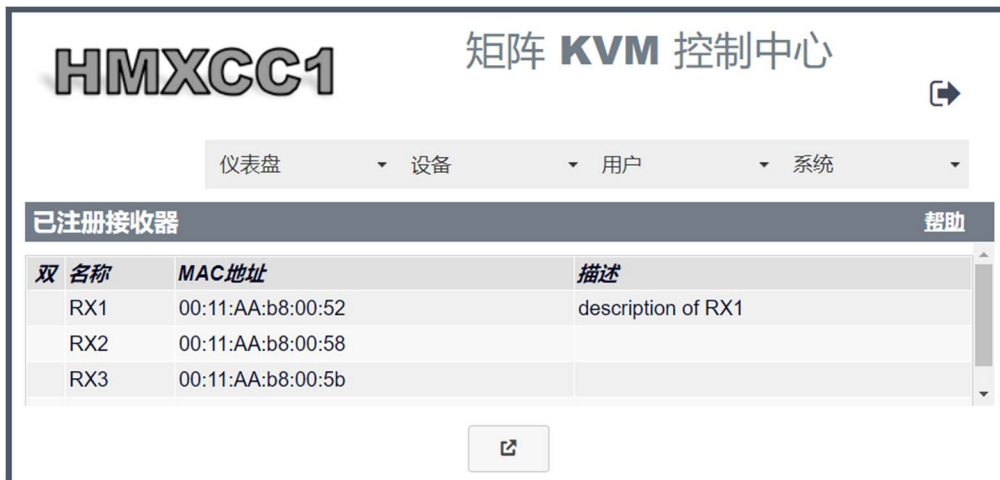 HMXCC1
矩阵 KVM 控制中心
仪表盘 设备 用户 系统
已注册接收器 帮助
双 名称 MAC地址 描述
RX1 00:11:AA:b8:00:52 description of RX1
RX2 00:11:AA:b8:00:58
RX3 00:11:AA:b8:00:5b